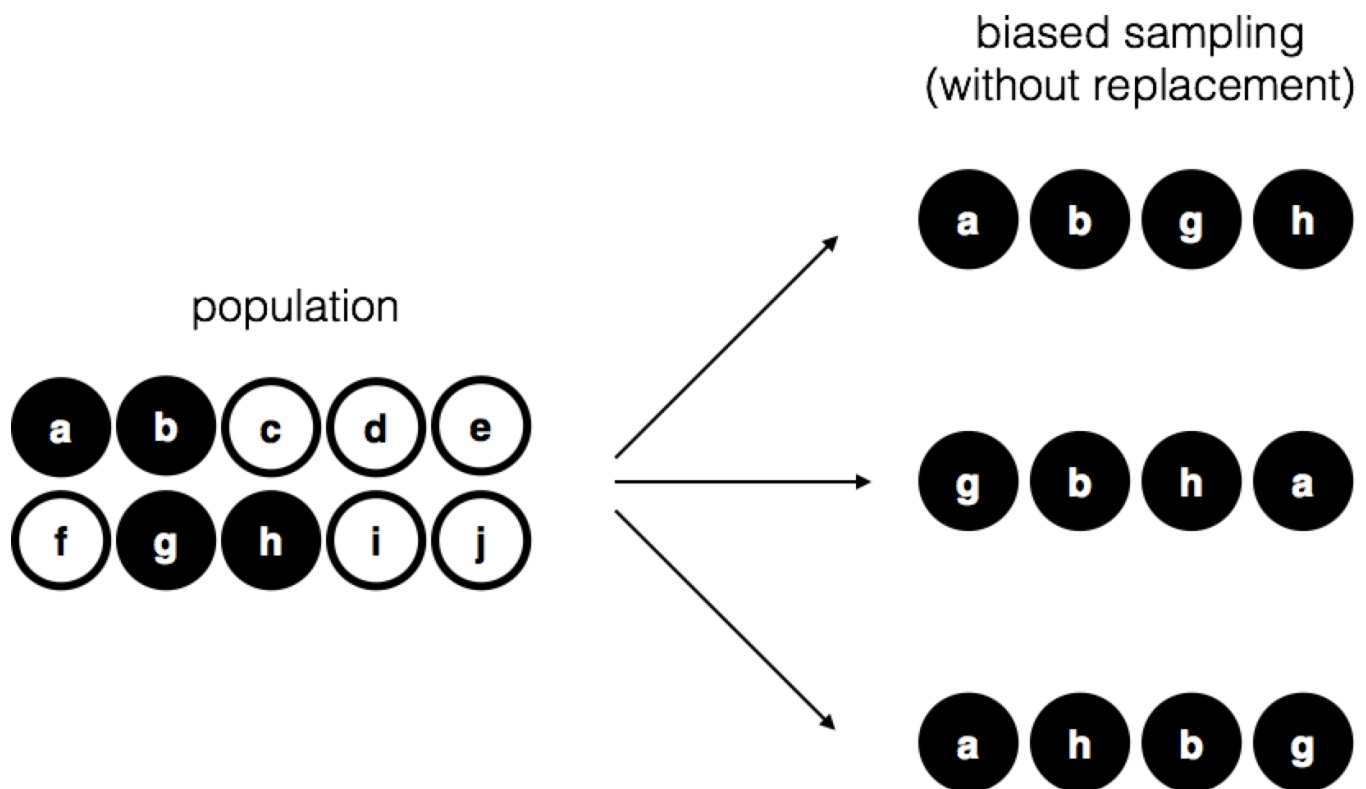 biased sampling
(without replacement)
a b g h
population
a b c d e
g b h a
f g h i j
a h b g